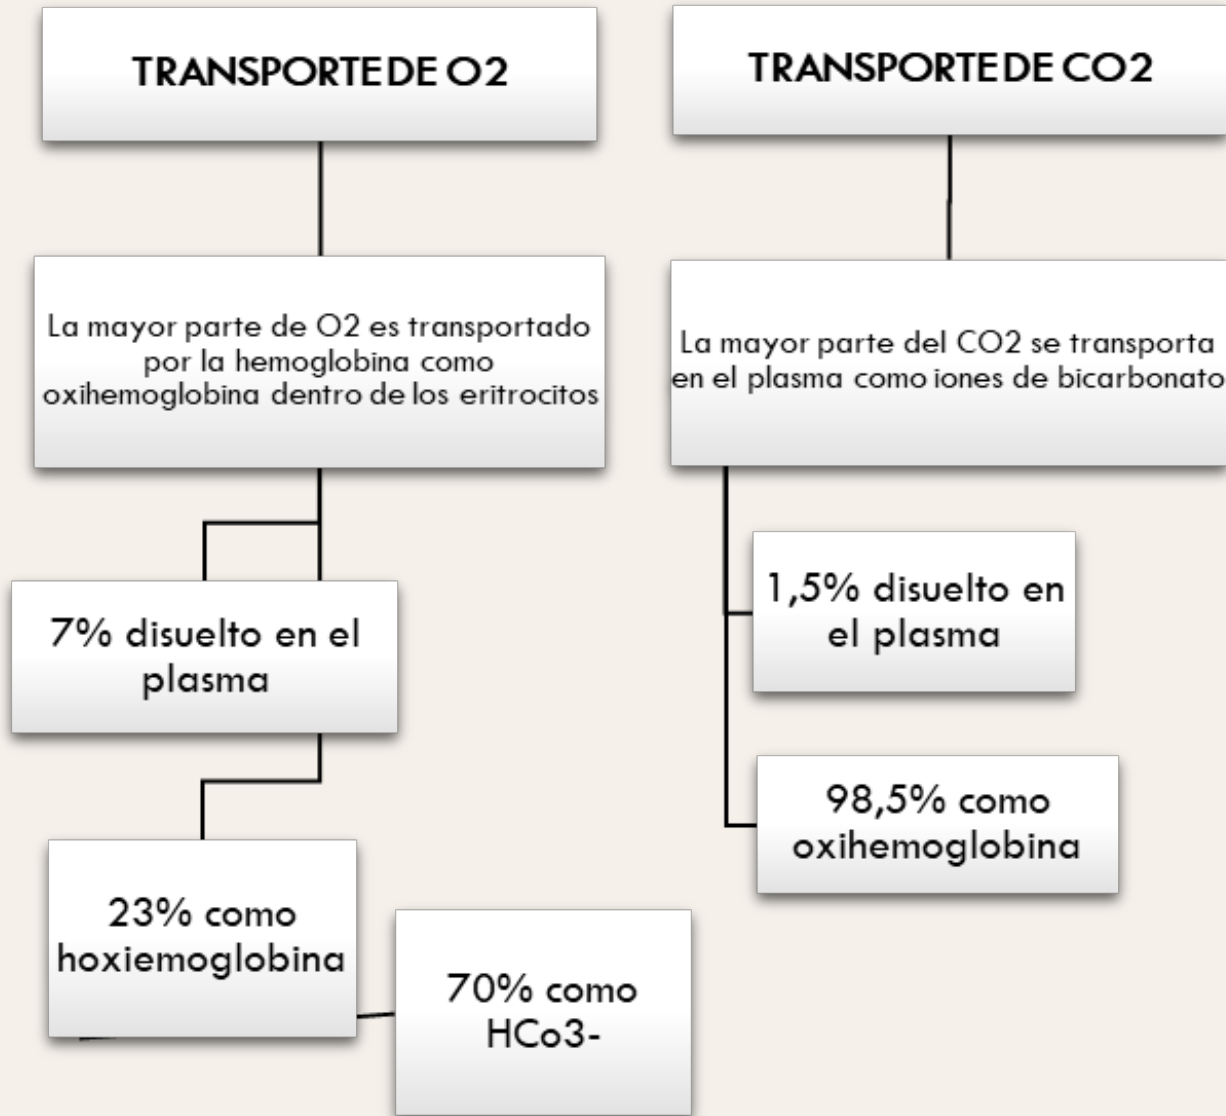 TRANSPORTE DE O2
La mayor parte de O2 es transportado
por la hemoglobina como
oxihemoglobina dentro de los eritrocitos
7% disuelto en el
plasma
23% como
hoxiemoglobina
70% como
HCo3-
TRANSPORTE DE CO2
La mayor parte del CO2 se transporta
en el plasma como iones de bicarbonato
1,5% disuelto en
el plasma
98,5% como
oxihemoglobina